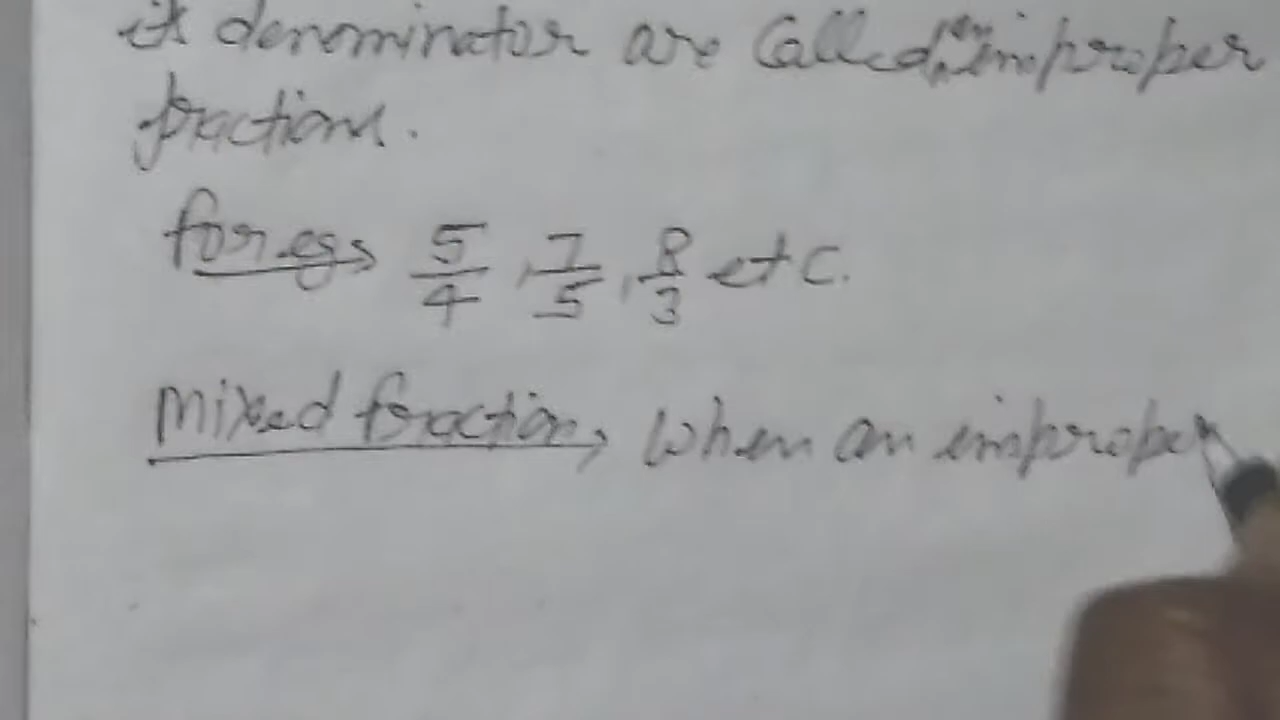 it denominator are called improper
fractions.
for eg→ 5/4, 7/5, 8/3 etc.
Mixed fraction, when an improper